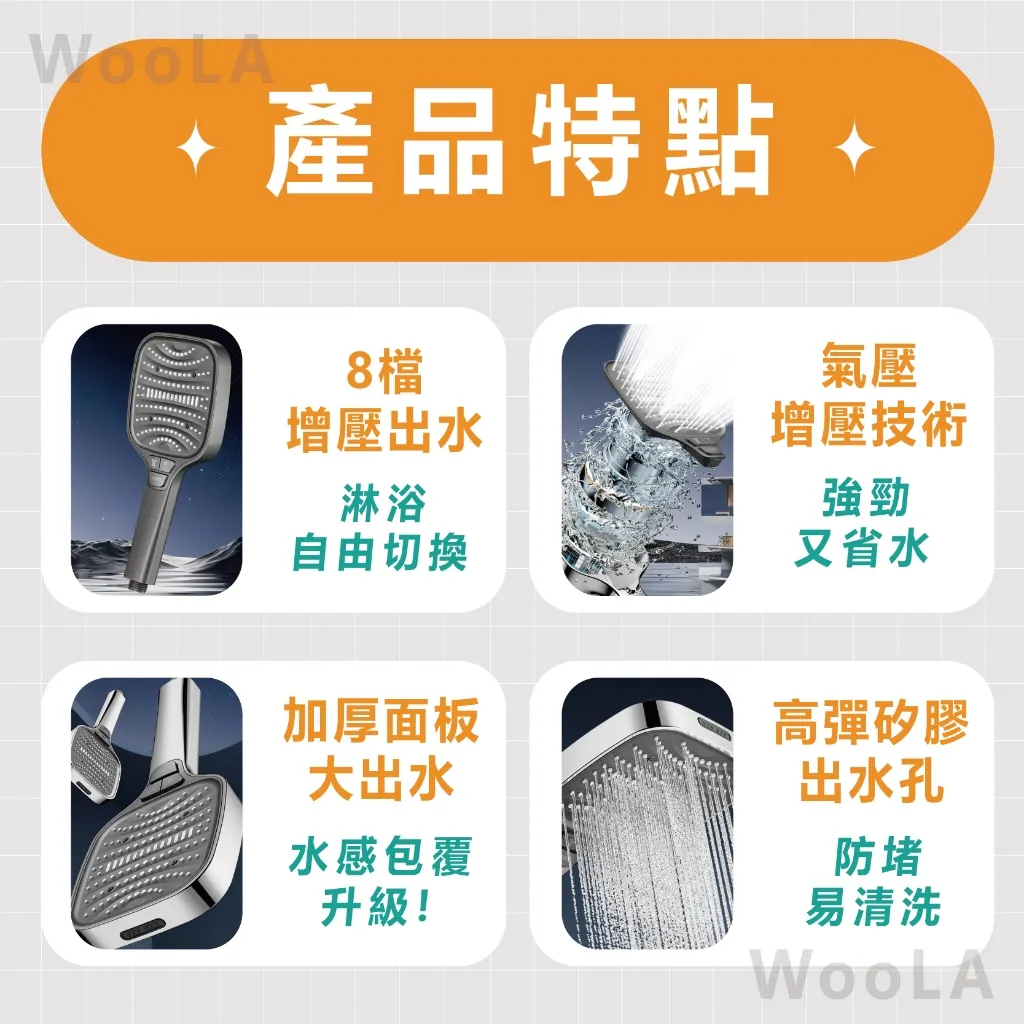 WooLA
產品特點
8檔
增壓出水
淋浴
自由切換
氣壓
增壓技術
強勁
又省水
加厚面板
大出水
水感包覆
升級!
高彈矽膠
出水孔
防堵
易清洗
WooLA